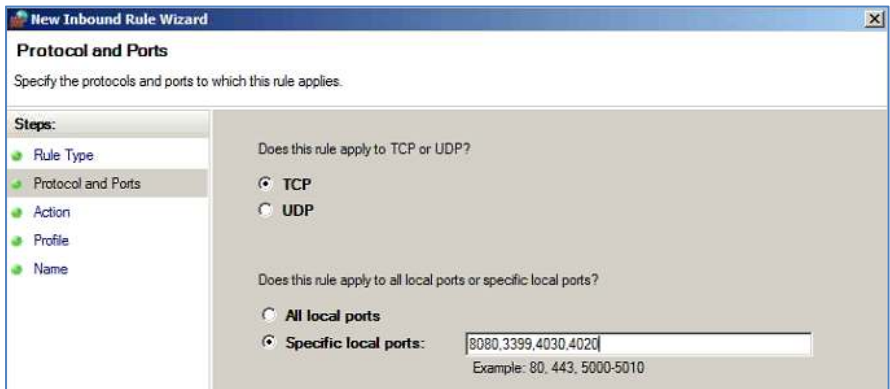 New Inbound Rule Wizard
Protocol and Ports
Specify the protocols and ports to which this rule applies.
Steps:
Rule Type
Protocol and Ports
Action
Profile
Name
Does this rule apply to TCP or UDP?
TCP
UDP
Does this rule apply to all local ports or specific local ports?
All local ports
Specific local ports: 8080,3399,4030,4020
Example: 80, 443, 5000-5010